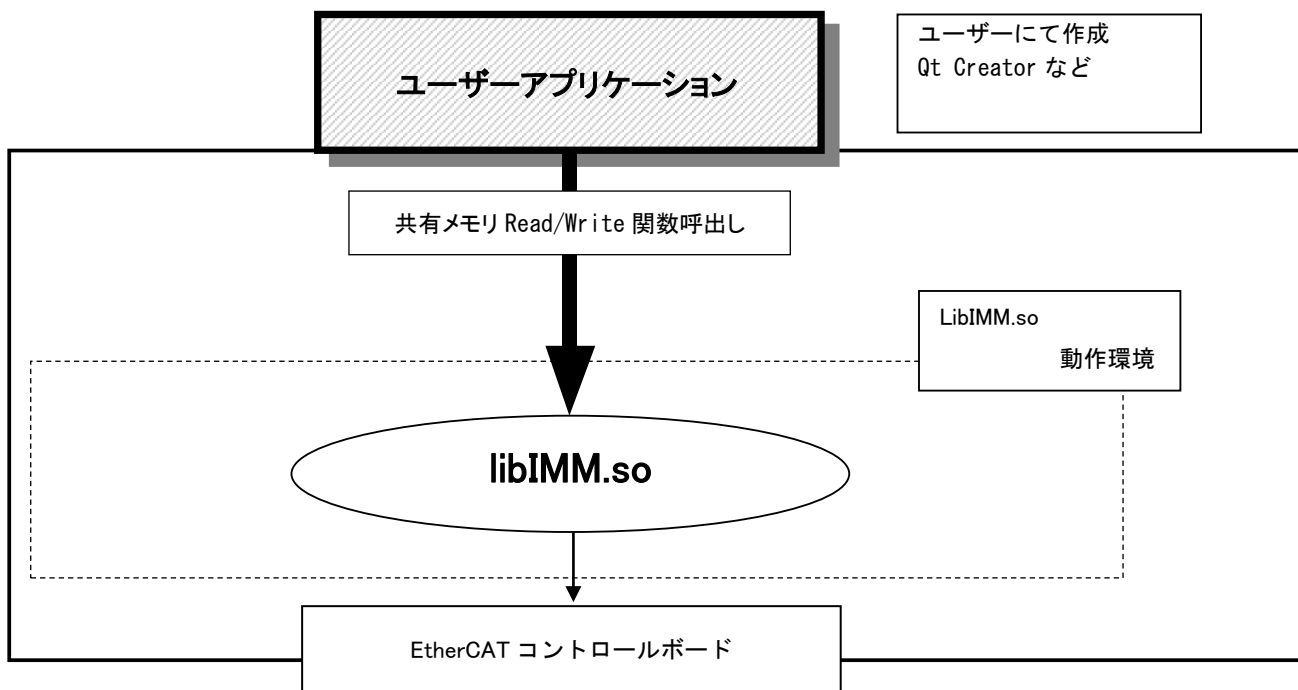 ユーザーにて作成
Qt Creator など
ユーザーアプリケーション
共有メモリ Read/Write 関数呼出し
LibIMM.so
動作環境
libIMM.so
EtherCAT コントロールボード